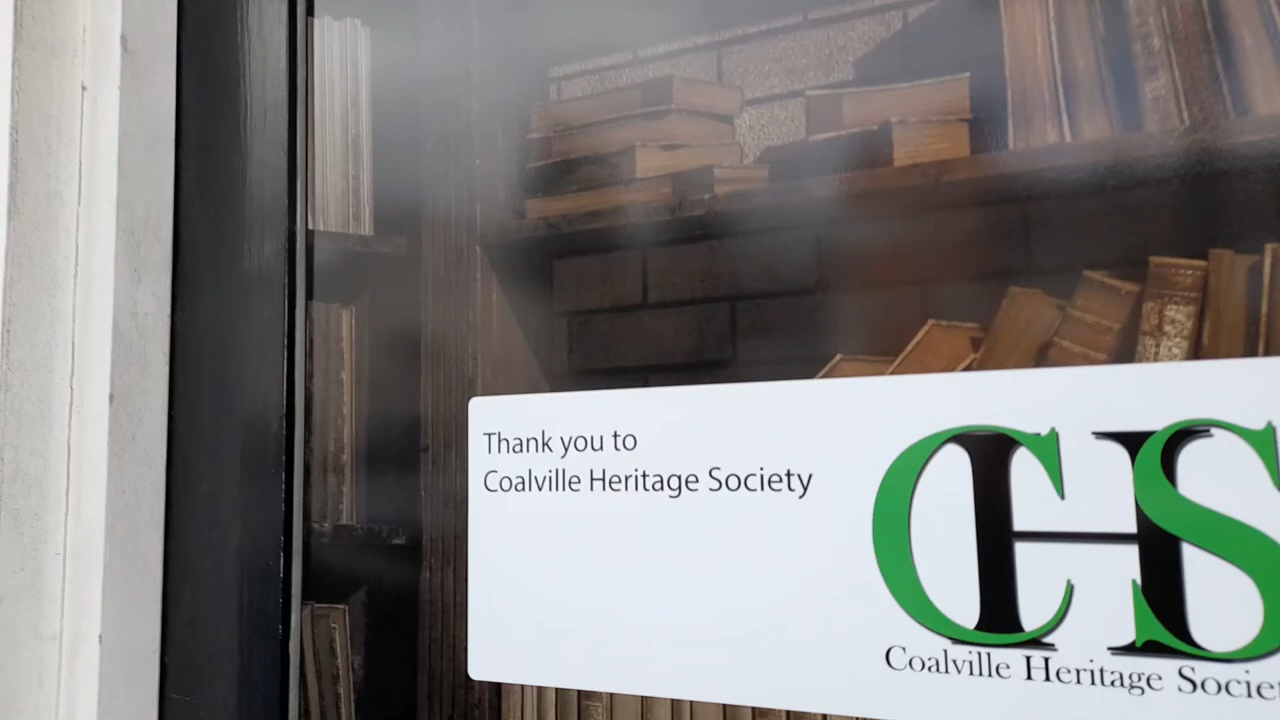 Thank you to
Coalville Heritage Society
CHS
Coalville Heritage Societ